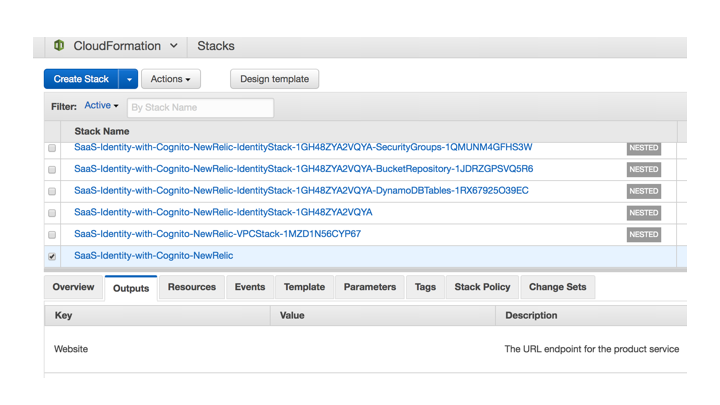 CloudFormation Stacks
Create Stack Actions Design template
Filter: Active By Stack Name
Stack Name
SaaS-Identity-with-Cognito-NewRelic-IdentityStack-1GH48ZYA2VQYA-SecurityGroups-1QMUNM4GFHS3W NESTED
SaaS-Identity-with-Cognito-NewRelic-IdentityStack-1GH48ZYA2VQYA-BucketRepository-1JDRZGPSVQ5R6 NESTED
SaaS-Identity-with-Cognito-NewRelic-IdentityStack-1GH48ZYA2VQYA-DynamoDBTables-1RX67925O39EC NESTED
SaaS-Identity-with-Cognito-NewRelic-IdentityStack-1GH48ZYA2VQYA NESTED
SaaS-Identity-with-Cognito-NewRelic-VPCStack-1MZD1N56CYP67 NESTED
SaaS-Identity-with-Cognito-NewRelic
Overview Outputs Resources Events Template Parameters Tags Stack Policy Change Sets
Key Value Description
Website The URL endpoint for the product service